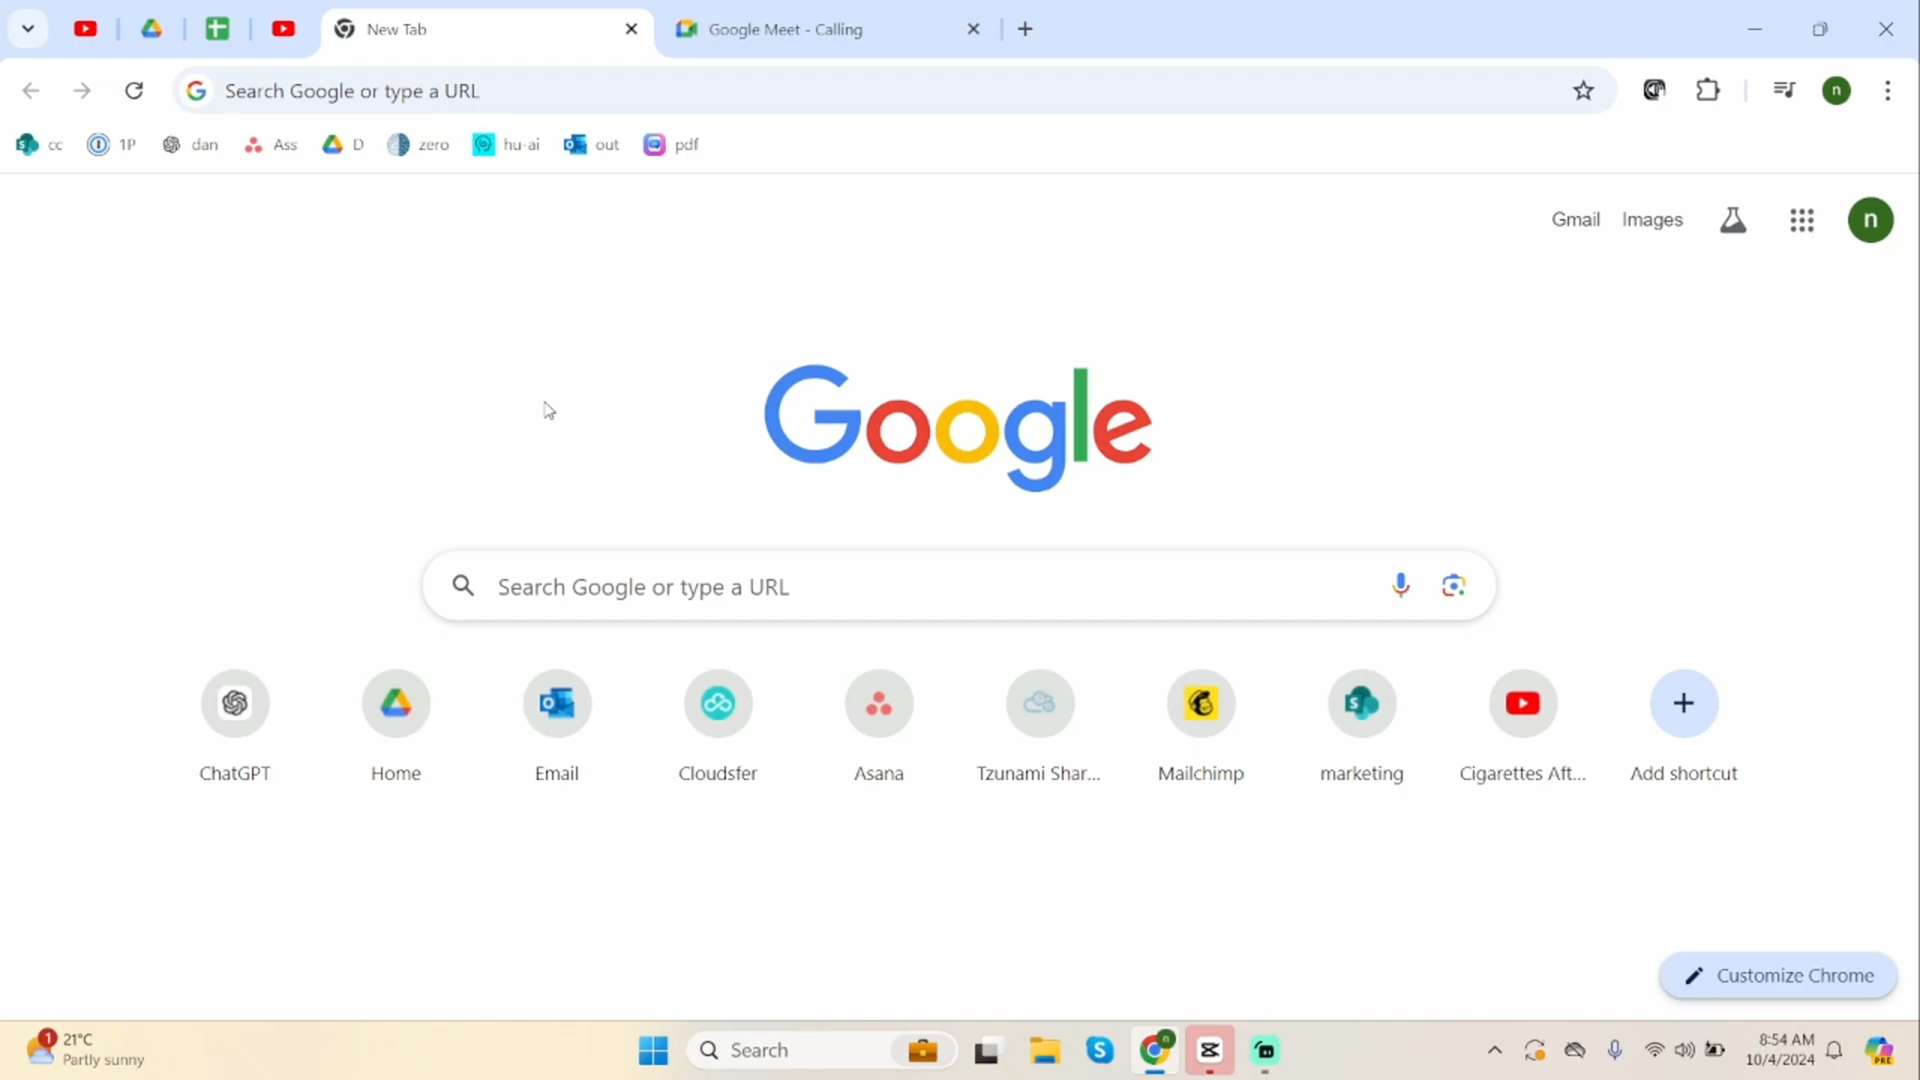 New Tab
Google Meet - Calling
Search Google or type a URL
n
cc
1P
dan
Ass
D
zero
hu-ai
out
pdf
Gmail
Images
n
Google
Search Google or type a URL
ChatGPT
Home
Email
Cloudsfer
Asana
Tzunami Shar...
Mailchimp
marketing
Cigarettes Aft...
Add shortcut
Customize Chrome
1
21°C
Partly sunny
Search
n
8:54 AM
10/4/2024
PRE